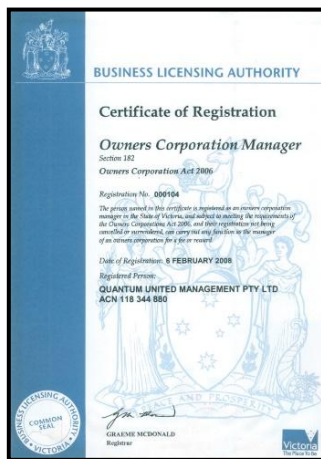 BUSINESS LICENSING AUTHORITY
Certificate of Registration
Owners Corporation Manager
Section 182
Owners Corporation Act 2006
Registration No. 000104
The person named in this certificate is registered as an owners corporation
manager in the State of Victoria, and subject to meeting the requirements of
the Owners Corporations Act 2006, and their registration not being
cancelled or surrendered, can carry out any function as the manager
of an owners corporation for a fee or reward.
Date of Registration: 6 FEBRUARY 2008
Registered Person:
QUANTUM UNITED MANAGEMENT PTY LTD
ACN 118 344 880
PEACE AND PROSPERITY
BUSINESS LICENSING AUTHORITY
COMMON
SEAL
VICTORIA
GRAEME MCDONALD
Registrar
Victoria
The Place To Be